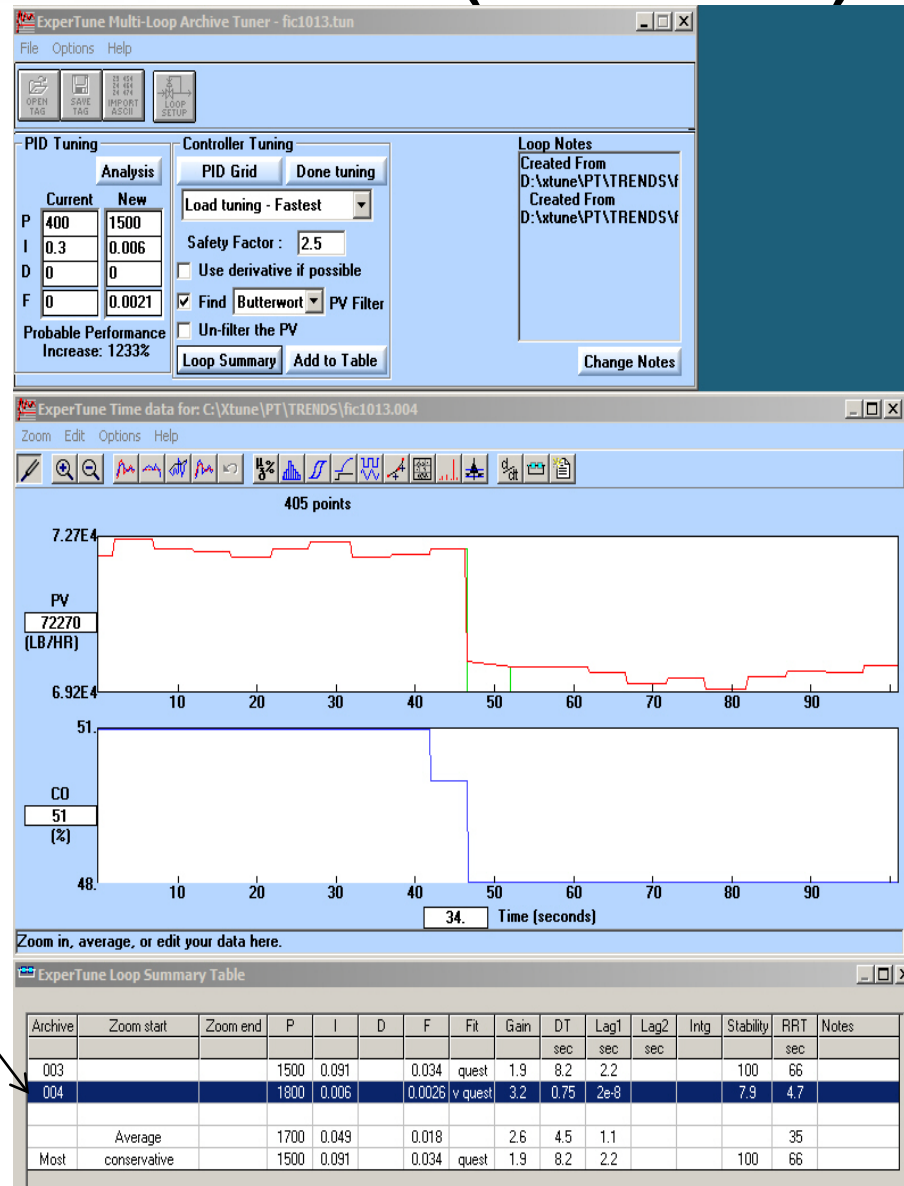 ExperTune Multi-Loop Archive Tuner - fic1013.tun
File Options Help
OPEN TAG
SAVE TAG
IMPORT ASCII
LOOP SETUP
PID Tuning
Analysis
Current New
P 400 1500
I 0.3 0.006
D 0 0
F 0 0.0021
Probable Performance
Increase: 1233%
Controller Tuning
PID Grid Done tuning
Load tuning - Fastest
Safety Factor : 2.5
Use derivative if possible
Find Butterwort PV Filter
Un-filter the PV
Loop Summary Add to Table
Loop Notes
Created From
D:\xtune\PT\TRENDS\f
Created From
D:\xtune\PT\TRENDS\f
Change Notes
ExperTune Time data for: C:\Xtune\PT\TRENDS\fic1013.004
Zoom Edit Options Help
405 points
7.27E4
PV
72270
(LB/HR)
6.92E4
10 20 30 40 50 60 70 80 90
51.
CO
51
(%)
48.
10 20 30 40 50 60 70 80 90
34. Time (seconds)
Zoom in, average, or edit your data here.
ExperTune Loop Summary Table
Archive Zoom start Zoom end P I D F Fit Gain DT Lag1 Lag2 Intg Stability RRT Notes
sec sec sec sec
003 1500 0.091 0.034 quest 1.9 8.2 2.2 100 66
004 1800 0.006 0.0026 v quest 3.2 0.75 2e-8 7.9 4.7
Average 1700 0.049 0.018 2.6 4.5 1.1 35
Most conservative 1500 0.091 0.034 quest 1.9 8.2 2.2 100 66